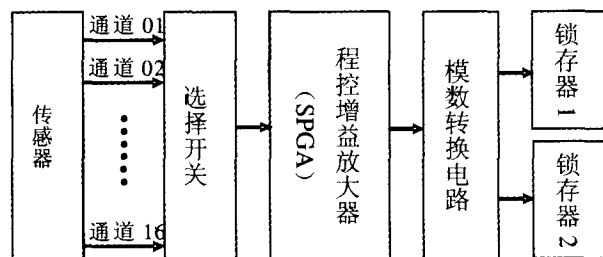 传感器
通道 01
通道 02
通道 16
选择开关
程控增益放大器
(SPGA)
模数转换电路
锁存器 1
锁存器 2